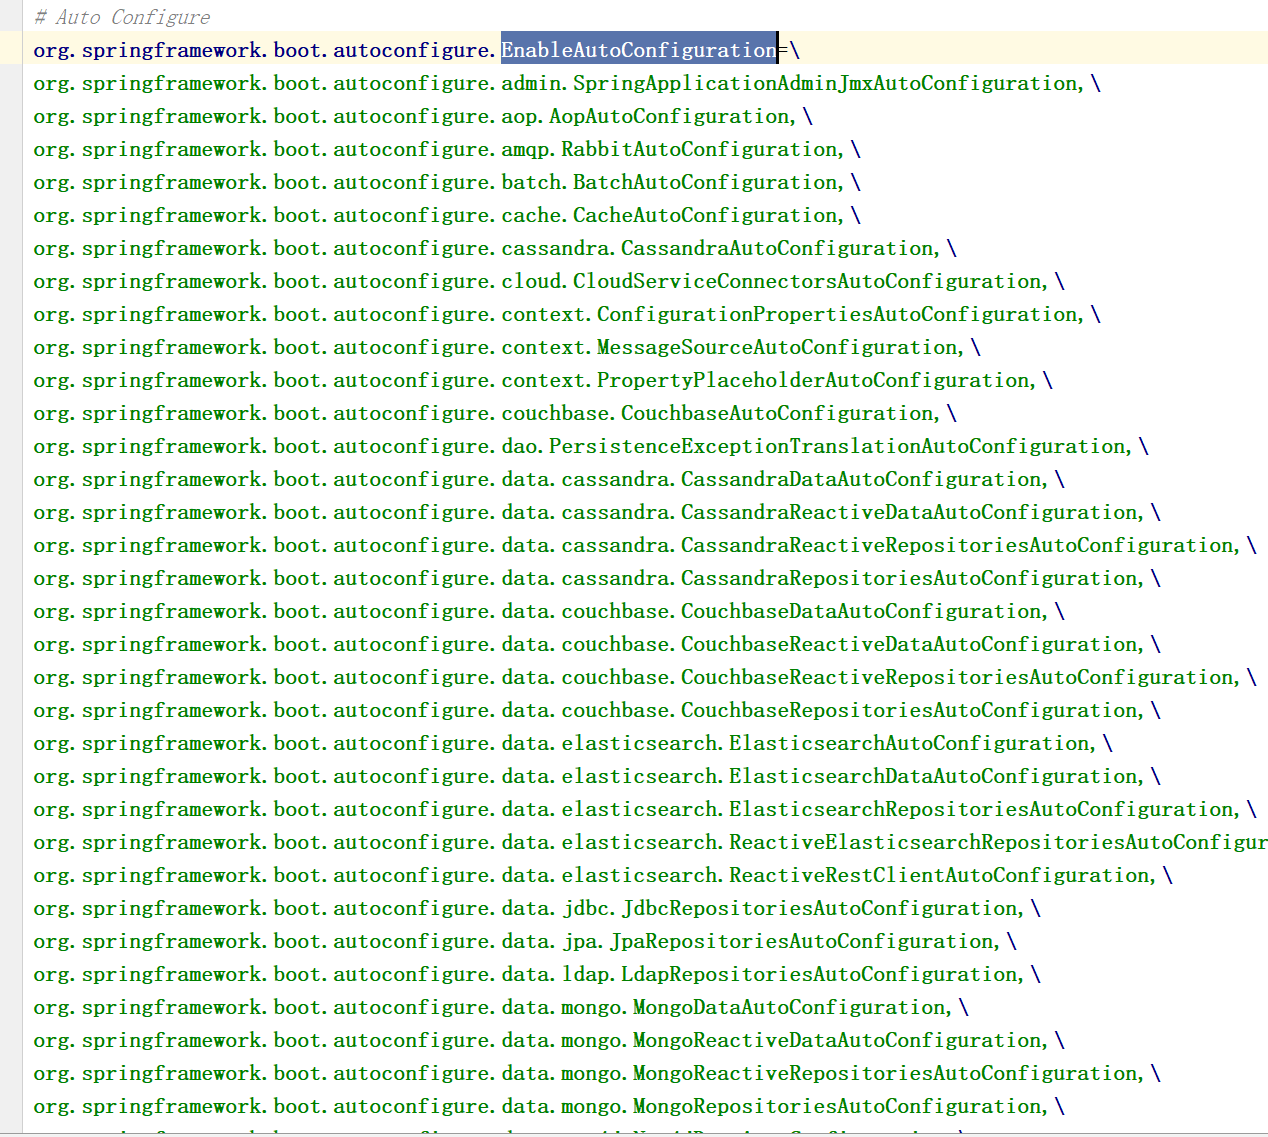 # Auto Configure
org.springframework.boot.autoconfigure.EnableAutoConfiguration=\
org.springframework.boot.autoconfigure.admin.SpringApplicationAdminJmxAutoConfiguration,\
org.springframework.boot.autoconfigure.aop.AopAutoConfiguration,\
org.springframework.boot.autoconfigure.amqp.RabbitAutoConfiguration,\
org.springframework.boot.autoconfigure.batch.BatchAutoConfiguration,\
org.springframework.boot.autoconfigure.cache.CacheAutoConfiguration,\
org.springframework.boot.autoconfigure.cassandra.CassandraAutoConfiguration,\
org.springframework.boot.autoconfigure.cloud.CloudServiceConnectorsAutoConfiguration,\
org.springframework.boot.autoconfigure.context.ConfigurationPropertiesAutoConfiguration,\
org.springframework.boot.autoconfigure.context.MessageSourceAutoConfiguration,\
org.springframework.boot.autoconfigure.context.PropertyPlaceholderAutoConfiguration,\
org.springframework.boot.autoconfigure.couchbase.CouchbaseAutoConfiguration,\
org.springframework.boot.autoconfigure.dao.PersistenceExceptionTranslationAutoConfiguration,\
org.springframework.boot.autoconfigure.data.cassandra.CassandraDataAutoConfiguration,\
org.springframework.boot.autoconfigure.data.cassandra.CassandraReactiveDataAutoConfiguration,\
org.springframework.boot.autoconfigure.data.cassandra.CassandraReactiveRepositoriesAutoConfiguration,\
org.springframework.boot.autoconfigure.data.cassandra.CassandraRepositoriesAutoConfiguration,\
org.springframework.boot.autoconfigure.data.couchbase.CouchbaseDataAutoConfiguration,\
org.springframework.boot.autoconfigure.data.couchbase.CouchbaseReactiveDataAutoConfiguration,\
org.springframework.boot.autoconfigure.data.couchbase.CouchbaseReactiveRepositoriesAutoConfiguration,\
org.springframework.boot.autoconfigure.data.couchbase.CouchbaseRepositoriesAutoConfiguration,\
org.springframework.boot.autoconfigure.data.elasticsearch.ElasticsearchAutoConfiguration,\
org.springframework.boot.autoconfigure.data.elasticsearch.ElasticsearchDataAutoConfiguration,\
org.springframework.boot.autoconfigure.data.elasticsearch.ElasticsearchRepositoriesAutoConfiguration,\
org.springframework.boot.autoconfigure.data.elasticsearch.ReactiveElasticsearchRepositoriesAutoConfigur
org.springframework.boot.autoconfigure.data.elasticsearch.ReactiveRestClientAutoConfiguration,\
org.springframework.boot.autoconfigure.data.jdbc.JdbcRepositoriesAutoConfiguration,\
org.springframework.boot.autoconfigure.data.jpa.JpaRepositoriesAutoConfiguration,\
org.springframework.boot.autoconfigure.data.ldap.LdapRepositoriesAutoConfiguration,\
org.springframework.boot.autoconfigure.data.mongo.MongoDataAutoConfiguration,\
org.springframework.boot.autoconfigure.data.mongo.MongoReactiveDataAutoConfiguration,\
org.springframework.boot.autoconfigure.data.mongo.MongoReactiveRepositoriesAutoConfiguration,\
org.springframework.boot.autoconfigure.data.mongo.MongoRepositoriesAutoConfiguration,\